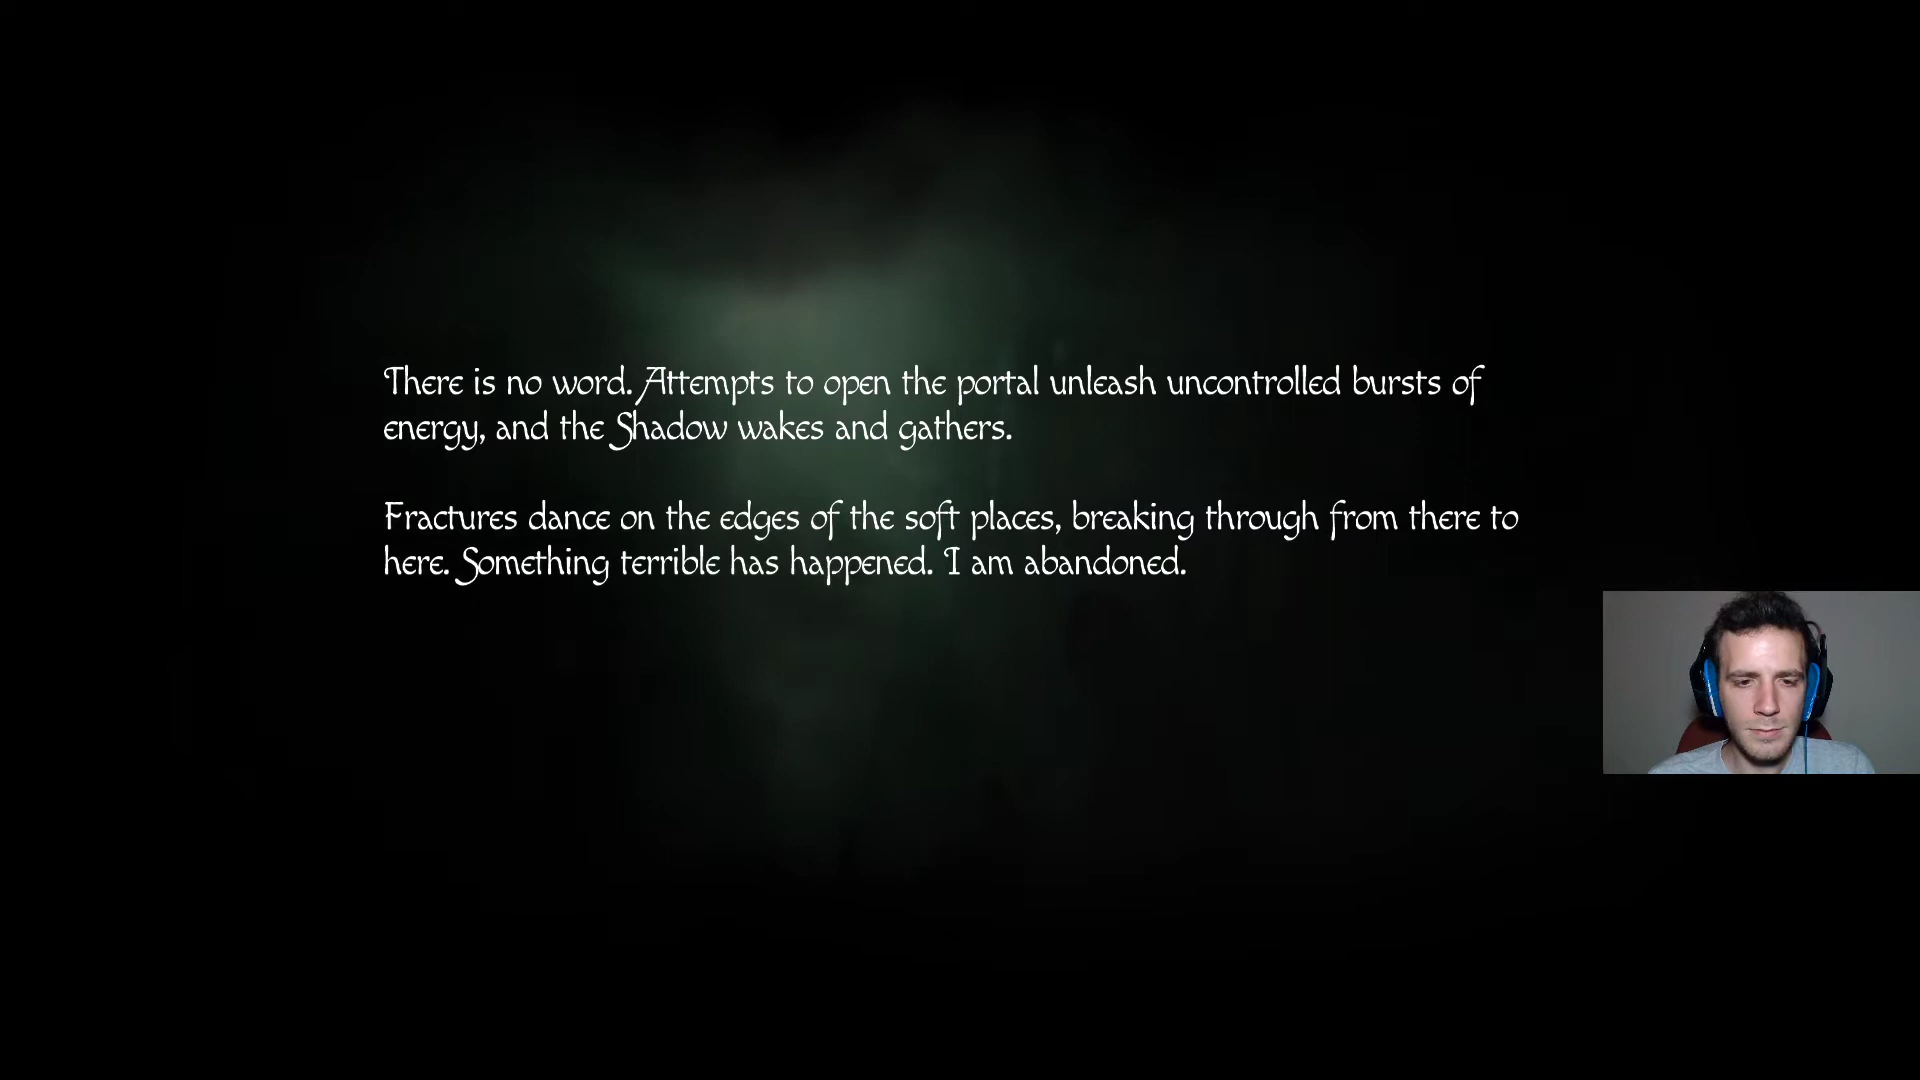 There is no word. Attempts to open the portal unleash uncontrolled bursts of
energy, and the Shadow wakes and gathers.
Fractures dance on the edges of the soft places, breaking through from there to
here. Something terrible has happened. I am abandoned.